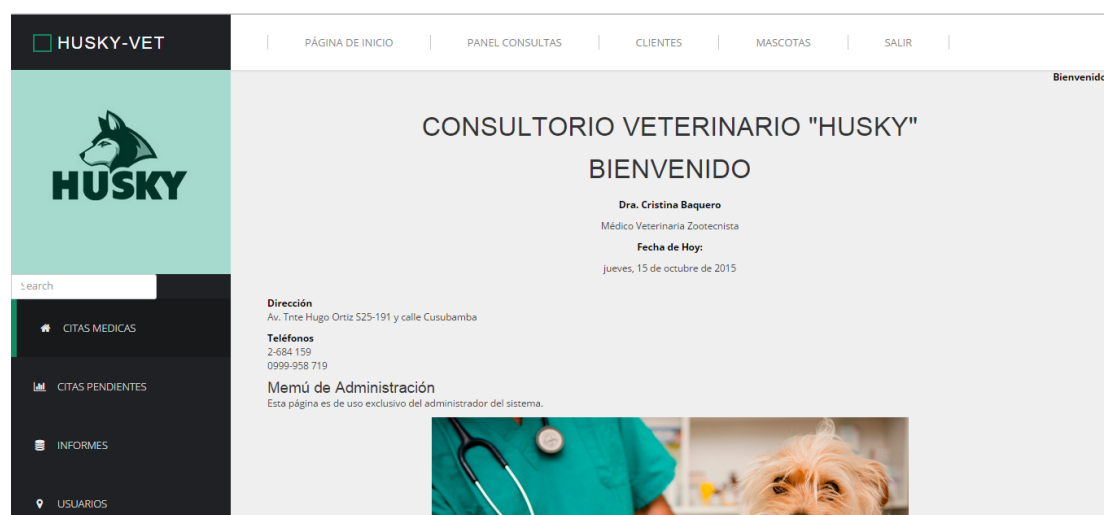 HUSKY-VET
PÁGINA DE INICIO
PANEL CONSULTAS
CLIENTES
MASCOTAS
SALIR
Bienvenido
HUSKY
CONSULTORIO VETERINARIO "HUSKY"
BIENVENIDO
Dra. Cristina Baquero
Médico Veterinaria Zootecnista
Fecha de Hoy:
jueves, 15 de octubre de 2015
Search
CITAS MEDICAS
CITAS PENDIENTES
INFORMES
USUARIOS
Dirección
Av. Tnte Hugo Ortiz S25-191 y calle Cusubamba
Teléfonos
2-684 159
0999-958 719
Memú de Administración
Esta página es de uso exclusivo del administrador del sistema.